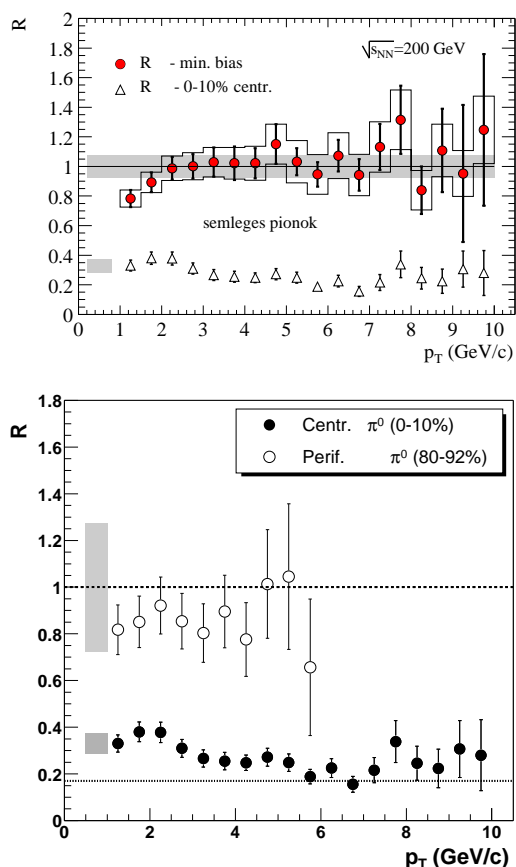 R
1.8
1.6
1.4
1.2
1
0.8
0.6
0.4
0.2
0
R - min. bias
R - 0-10% centr.
√sNN=200 GeV
semleges pionok
0 1 2 3 4 5 6 7 8 9 10
pT (GeV/c)
R
1.8
1.6
1.4
1.2
1
0.8
0.6
0.4
0.2
0
Centr. π0 (0-10%)
Perif. π0 (80-92%)
0 2 4 6 8 10
pT (GeV/c)